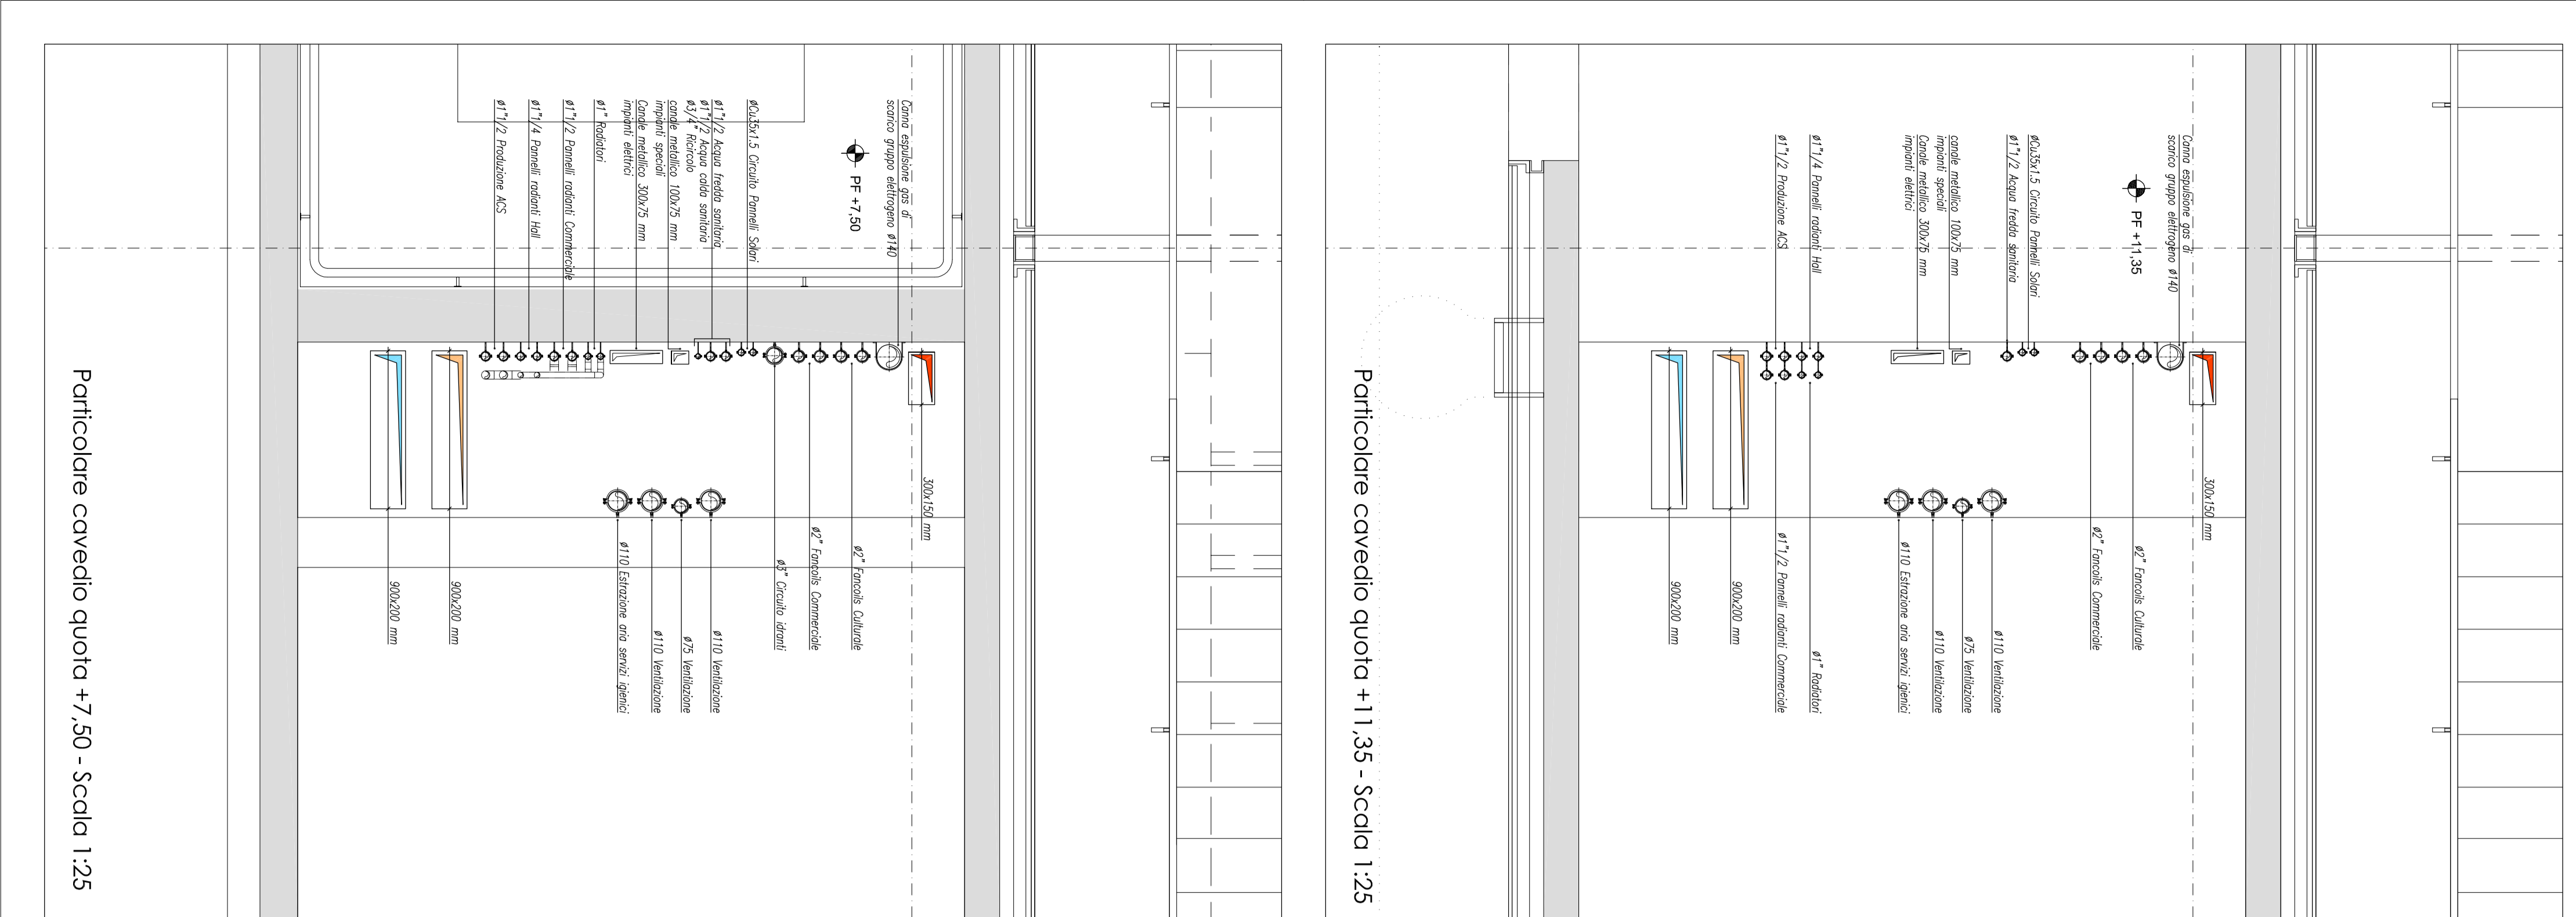 Canna espulsione gas di
scarico gruppo elettrogeno ø140
øCu35x1.5 Circuito Pannelli Solari
ø1"1/2 Acqua fredda sanitaria
ø1"1/2 Acqua calda sanitaria
ø3/4" Ricircolo
canale metallico 100x75 mm
impianti speciali
Canale metallico 300x75 mm
impianti elettrici
ø1" Radiatori
ø1"1/2 Pannelli radianti Commerciale
ø1"1/4 Pannelli radianti Hall
ø1"1/2 Produzione ACS
PF +7,50
300x150 mm
ø2" Fancoils Culturale
ø2" Fancoils Commerciale
ø3" Circuito idranti
ø110 Ventilazione
ø75 Ventilazione
ø110 Ventilazione
ø110 Estrazione aria servizi igienici
900x200 mm
900x200 mm
Particolare cavedio quota +7,50 - Scala 1:25
Canna espulsione gas di
scarico gruppo elettrogeno ø140
øCu35x1.5 Circuito Pannelli Solari
ø1"1/2 Acqua fredda sanitaria
canale metallico 100x75 mm
impianti speciali
Canale metallico 300x75 mm
impianti elettrici
ø1"1/4 Pannelli radianti Hall
ø1"1/2 Produzione ACS
PF +11,35
300x150 mm
ø2" Fancoils Culturale
ø2" Fancoils Commerciale
ø110 Ventilazione
ø75 Ventilazione
ø110 Ventilazione
ø110 Estrazione aria servizi igienici
ø1" Radiatori
ø1"1/2 Pannelli radianti Commerciale
900x200 mm
900x200 mm
Particolare cavedio quota +11,35 - Scala 1:25